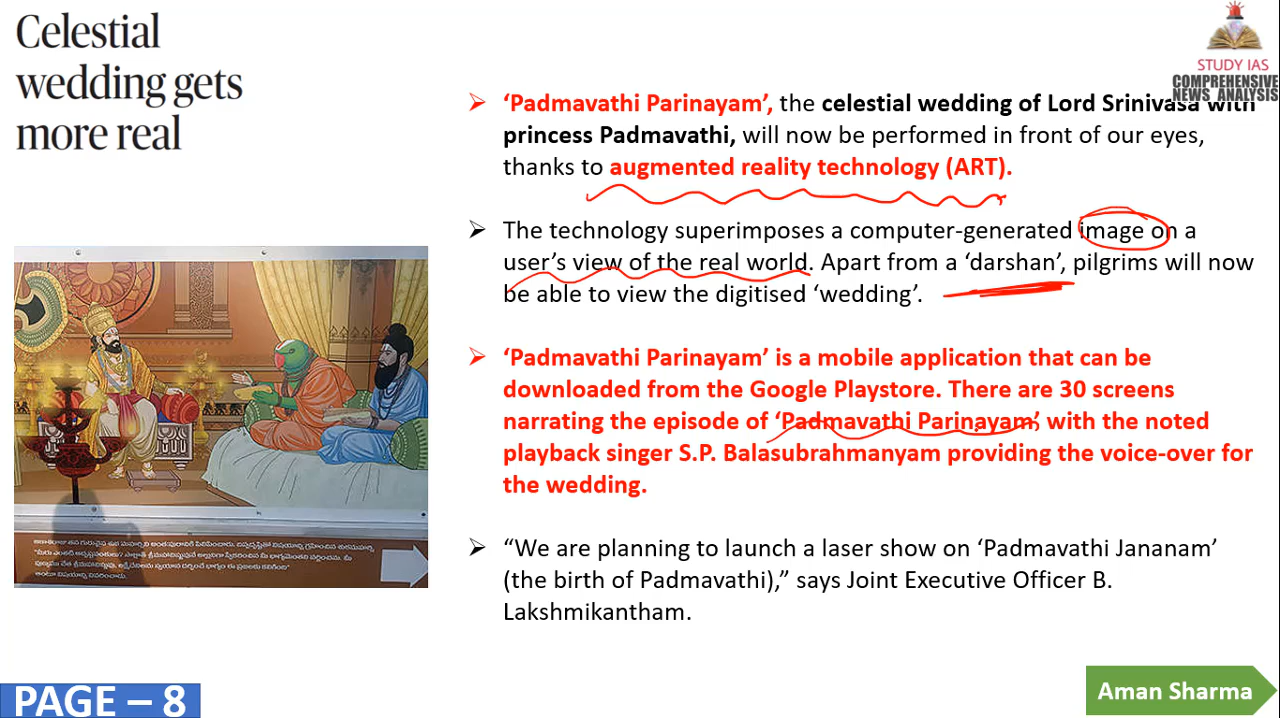 Celestial
wedding gets
more real
STUDY IAS
COMPREHENSIVE
NEWS ANALYSIS
➢ ‘Padmavathi Parinayam’, the celestial wedding of Lord Srinivasa with
princess Padmavathi, will now be performed in front of our eyes,
thanks to augmented reality technology (ART).
➢ The technology superimposes a computer-generated image on a
user’s view of the real world. Apart from a ‘darshan’, pilgrims will now
be able to view the digitised ‘wedding’.
➢ ‘Padmavathi Parinayam’ is a mobile application that can be
downloaded from the Google Playstore. There are 30 screens
narrating the episode of ‘Padmavathi Parinayam’, with the noted
playback singer S.P. Balasubrahmanyam providing the voice-over for
the wedding.
➢ “We are planning to launch a laser show on ‘Padmavathi Jananam’
(the birth of Padmavathi),” says Joint Executive Officer B.
Lakshmikantham.
PAGE – 8
Aman Sharma